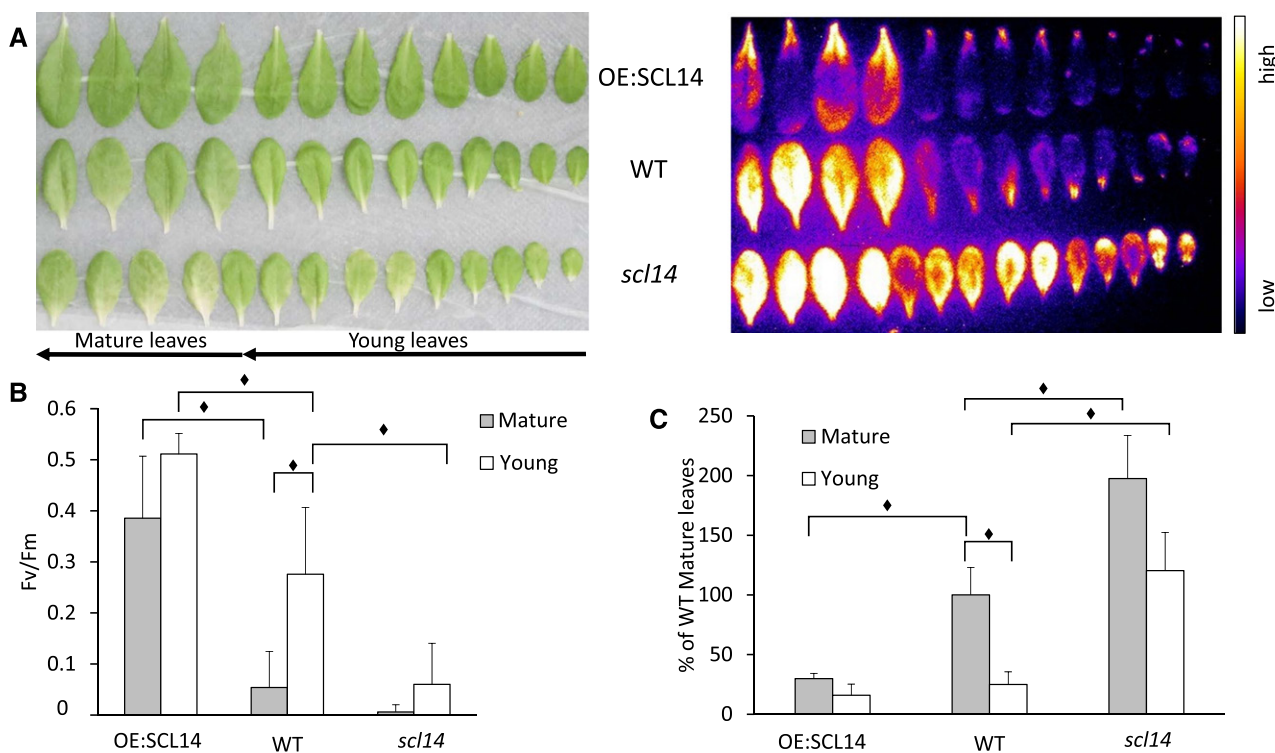 A
OE:SCL14
WT
scl14
high
low
Mature leaves
Young leaves
B
0.6
0.5
0.4
0.3
0.2
0.1
0
Fv/Fm
Mature
Young
OE:SCL14
WT
scl14
C
250
200
150
100
50
0
% of WT Mature leaves
Mature
Young
OE:SCL14
WT
scl14